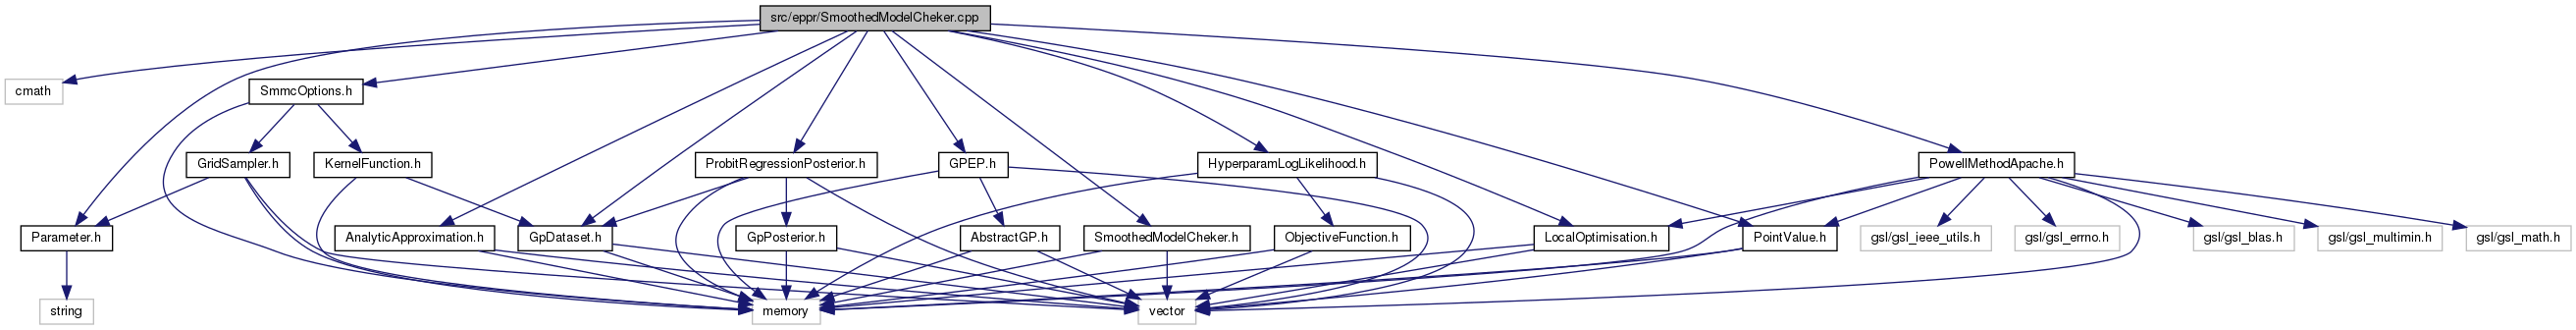 src/eppr/SmoothedModelCheker.cpp
cmath
SmmcOptions.h
GridSampler.h
KernelFunction.h
ProbitRegressionPosterior.h
GPEP.h
HyperparamLogLikelihood.h
PowellMethodApache.h
Parameter.h
AnalyticApproximation.h
GpDataset.h
GpPosterior.h
AbstractGP.h
SmoothedModelCheker.h
ObjectiveFunction.h
LocalOptimisation.h
PointValue.h
gsl/gsl_ieee_utils.h
gsl/gsl_errno.h
gsl/gsl_blas.h
gsl/gsl_multimin.h
gsl/gsl_math.h
string
memory
vector